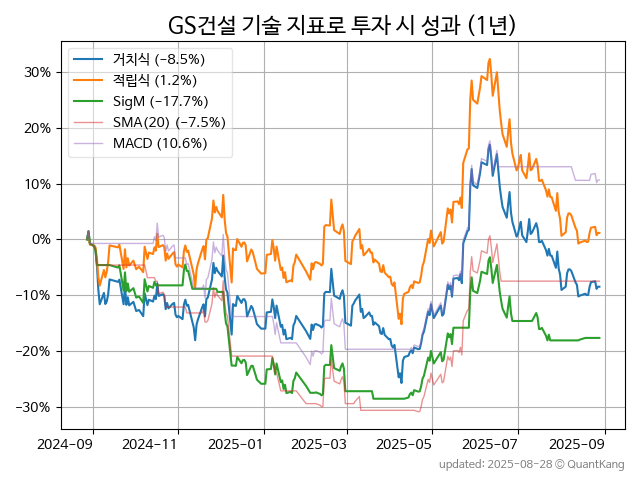 GS건설 기술 지표로 투자 시 성과 (1년)
거치식 (−8.5%)
적립식 (1.2%)
SigM (−17.7%)
SMA(20) (−7.5%)
MACD (10.6%)
30%
20%
10%
0%
−10%
−20%
−30%
2024-09 2024-11 2025-01 2025-03 2025-05 2025-07 2025-09
updated: 2025-08-28 © QuantKang